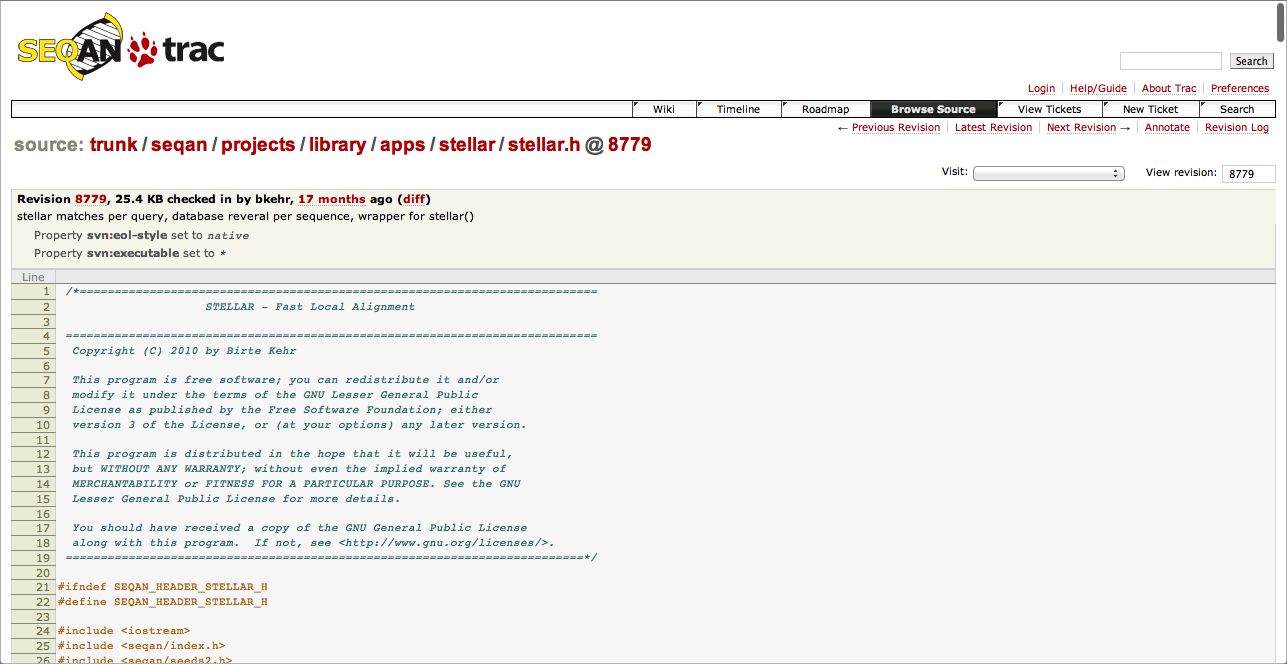 SEQAN trac
Search
Login Help/Guide About Trac Preferences
Wiki Timeline Roadmap Browse Source View Tickets New Ticket Search
← Previous Revision Latest Revision Next Revision → Annotate Revision Log
source: trunk / seqan / projects / library / apps / stellar / stellar.h @ 8779
Visit: View revision: 8779
Revision 8779, 25.4 KB checked in by bkehr, 17 months ago (diff)
stellar matches per query, database reveral per sequence, wrapper for stellar()
Property svn:eol-style set to native
Property svn:executable set to *
Line
1 /*==========================================================================
2 STELLAR - Fast Local Alignment
3
4 ============================================================================
5 Copyright (C) 2010 by Birte Kehr
6
7 This program is free software; you can redistribute it and/or
8 modify it under the terms of the GNU Lesser General Public
9 License as published by the Free Software Foundation; either
10 version 3 of the License, or (at your options) any later version.
11
12 This program is distributed in the hope that it will be useful,
13 but WITHOUT ANY WARRANTY; without even the implied warranty of
14 MERCHANTABILITY or FITNESS FOR A PARTICULAR PURPOSE. See the GNU
15 Lesser General Public License for more details.
16
17 You should have received a copy of the GNU General Public License
18 along with this program. If not, see <http://www.gnu.org/licenses/>.
19 ==========================================================================*/
20
21 #ifndef SEQAN_HEADER_STELLAR_H
22 #define SEQAN_HEADER_STELLAR_H
23
24 #include <iostream>
25 #include <seqan/index.h>
26 #include <seqan/seeds2.h>